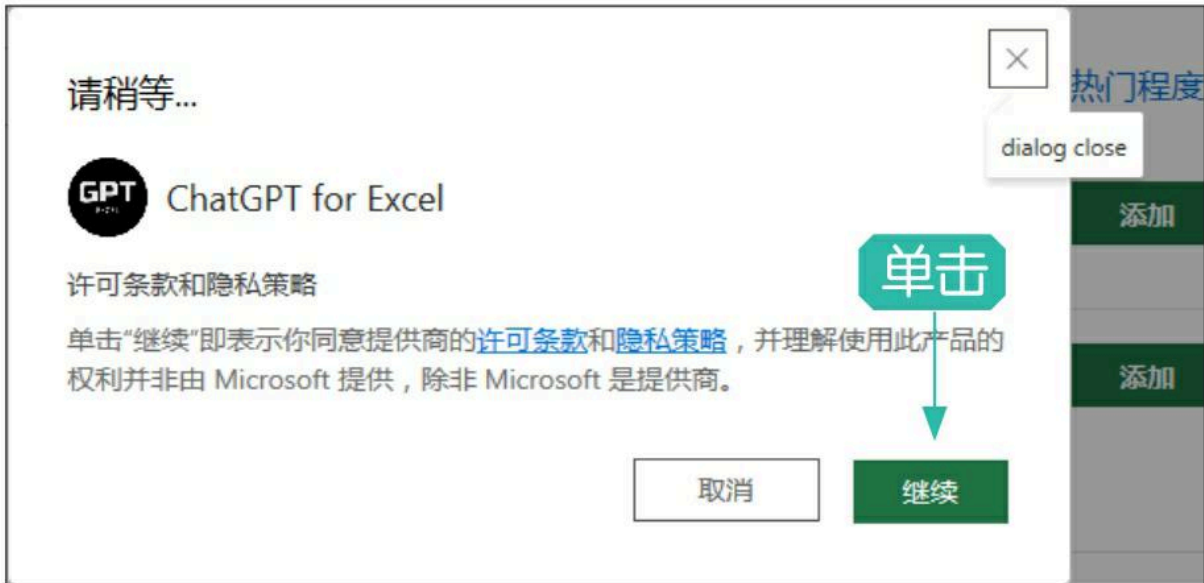 请稍等...
热门程度
dialog close
GPT
EXCEL
ChatGPT for Excel
添加
单击
许可条款和隐私策略
单击“继续”即表示你同意提供商的许可条款和隐私策略，并理解使用此产品的
权利并非由 Microsoft 提供，除非 Microsoft 是提供商。
添加
取消
继续